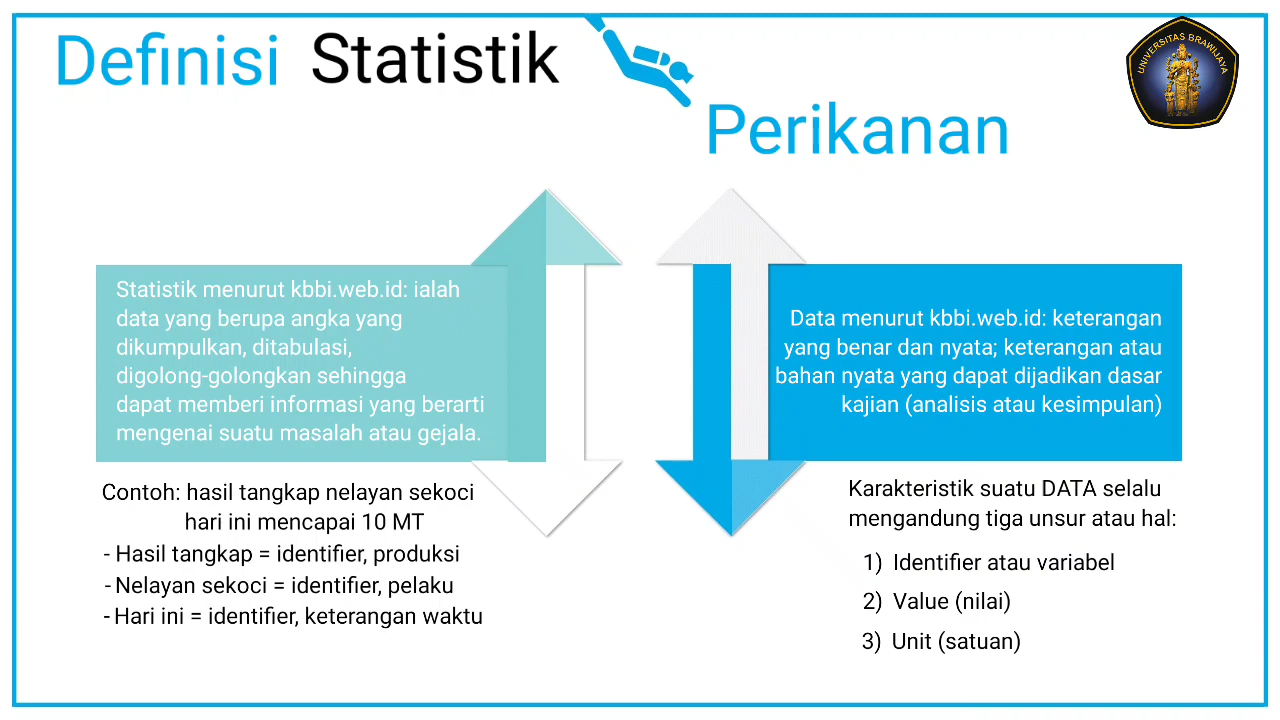 Definisi Statistik
Perikanan
UNIVERSITAS BRAWIJAYA
Statistik menurut kbbi.web.id: ialah
data yang berupa angka yang
dikumpulkan, ditabulasi,
digolong-golongkan sehingga
dapat memberi informasi yang berarti
mengenai suatu masalah atau gejala.
Contoh: hasil tangkap nelayan sekoci
hari ini mencapai 10 MT
- Hasil tangkap = identifier, produksi
- Nelayan sekoci = identifier, pelaku
- Hari ini = identifier, keterangan waktu
Data menurut kbbi.web.id: keterangan
yang benar dan nyata; keterangan atau
bahan nyata yang dapat dijadikan dasar
kajian (analisis atau kesimpulan)
Karakteristik suatu DATA selalu
mengandung tiga unsur atau hal:
1) Identifier atau variabel
2) Value (nilai)
3) Unit (satuan)